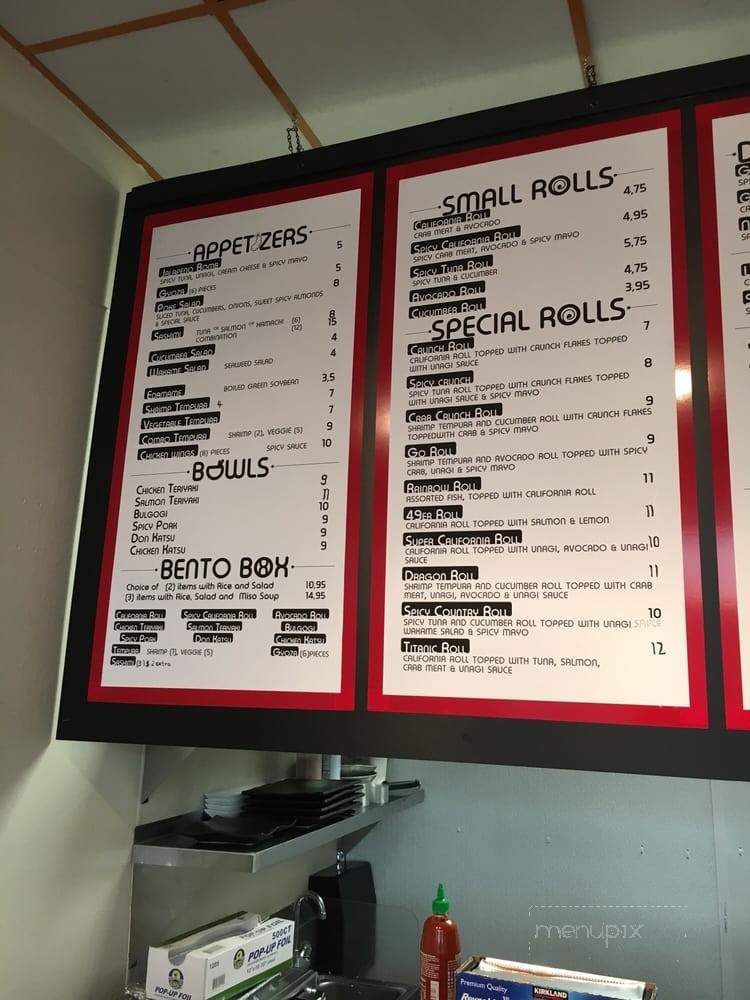 APPETIZERS
Jalapeno Bomb 5
SPICY TUNA, UNAGI, CREAM CHEESE & SPICY MAYO
Gyoza (6) PIECES 5
Poke Salad 8
SLICED TUNA, CUCUMBERS, ONIONS, SWEET SPICY ALMONDS
& SPECIAL SAUCE
Sashimi TUNA OR SALMON OR HAMACHI (6) 8
COMBINATION (12) 15
Cucumber Salad 4
Wakame Salad SEAWEED SALAD 4
Edamame BOILED GREEN SOYBEAN 3,5
Shrimp Tempura 4 7
Vegetable Tempura 7
Combo Tempura SHRIMP (2), VEGGIE (5) 9
Chicken Wings (8) PIECES SPICY SAUCE 10
BOWLS
Chicken Teriyaki 9
Salmon Teriyaki 11
Bulgogi 10
Spicy Pork 9
Don Katsu 9
Chicken Katsu 9
BENTO BOX
Choice of (2) items with Rice and Salad 10,95
(3) items with Rice, Salad and Miso Soup 14,95
California Roll Spicy California Roll Avocado Roll
Chicken Teriyaki Salmon Teriyaki Bulgogi
Spicy Pork Don Katsu Chicken Katsu
Tempura SHRIMP (1), VEGGIE (5) Gyoza (6)PIECES
Sashimi (3) $ 2 extra
SMALL ROLLS
California Roll 4,75
CRAB MEAT & AVOCADO
Spicy California Roll 4,95
SPICY CRAB MEAT, AVOCADO & SPICY MAYO
Spicy Tuna Roll 5,75
SPICY TUNA & CUCUMBER
Avocado Roll 4,75
Cucumber Roll 3,95
SPECIAL ROLLS
Crunch Roll 7
CALIFORNIA ROLL TOPPED WITH CRUNCH FLAKES TOPPED
WITH UNAGI SAUCE
Spicy crunch 8
SPICY TUNA ROLL TOPPED WITH CRUNCH FLAKES TOPPED
WITH UNAGI SAUCE & SPICY MAYO
Crab Crunch Roll 9
SHRIMP TEMPURA AND CUCUMBER ROLL WITH CRUNCH FLAKES
TOPPEDWITH CRAB & SPICY MAYO
Go Roll 9
SHRIMP TEMPURA AND AVOCADO ROLL TOPPED WITH SPICY
CRAB, UNAGI & SPICY MAYO
Rainbow Roll 11
ASSORTED FISH, TOPPED WITH CALIFORNIA ROLL
49er Roll 11
CALIFORNIA ROLL TOPPED WITH SALMON & LEMON
Super California Roll 10
CALIFORNIA ROLL TOPPED WITH UNAGI, AVOCADO & UNAGI
SAUCE
Dragon Roll 11
SHRIMP TEMPURA AND CUCUMBER ROLL TOPPED WITH CRAB
MEAT, UNAGI, AVOCADO & UNAGI SAUCE
Spicy Country Roll 10
SPICY TUNA AND CUCUMBER ROLL TOPPED WITH UNAGI SAUCE
WAKAME SALAD & SPICY MAYO
Titanic Roll 12
CALIFORNIA ROLL TOPPED WITH TUNA, SALMON,
CRAB MEAT & UNAGI SAUCE
500CT
POP-UP FOIL
POP-UP FOIL
Premium Quality
KIRKLAND
menupix